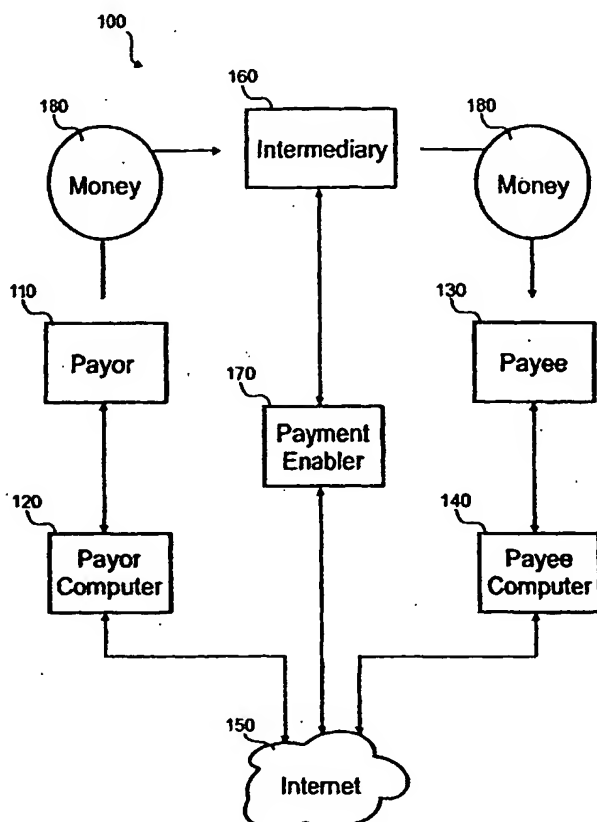 100
180
160
180
Money
Intermediary
Money
110
130
Payor
Payee
170
Payment
Enabler
120
140
Payor
Computer
Payee
Computer
150
Internet